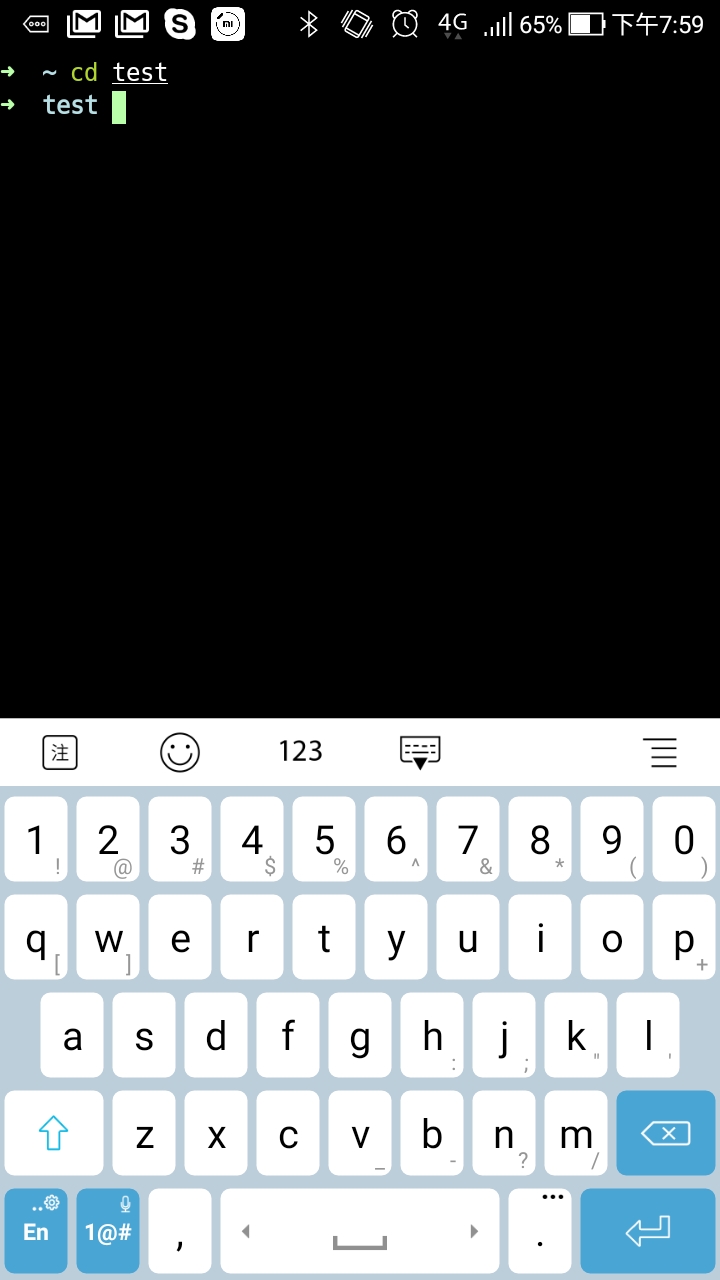 4G 65% 下午7:59
➜ ~ cd test
➜ test
注 123
1 ! 2 @ 3 # 4 $ 5 % 6 ^ 7 & 8 * 9 ( 0 )
q [ w ] e r t y u i o p +
a s d f g h : j ; k " l '
z x c v _ b - n ? m /
En 1@# , . •••